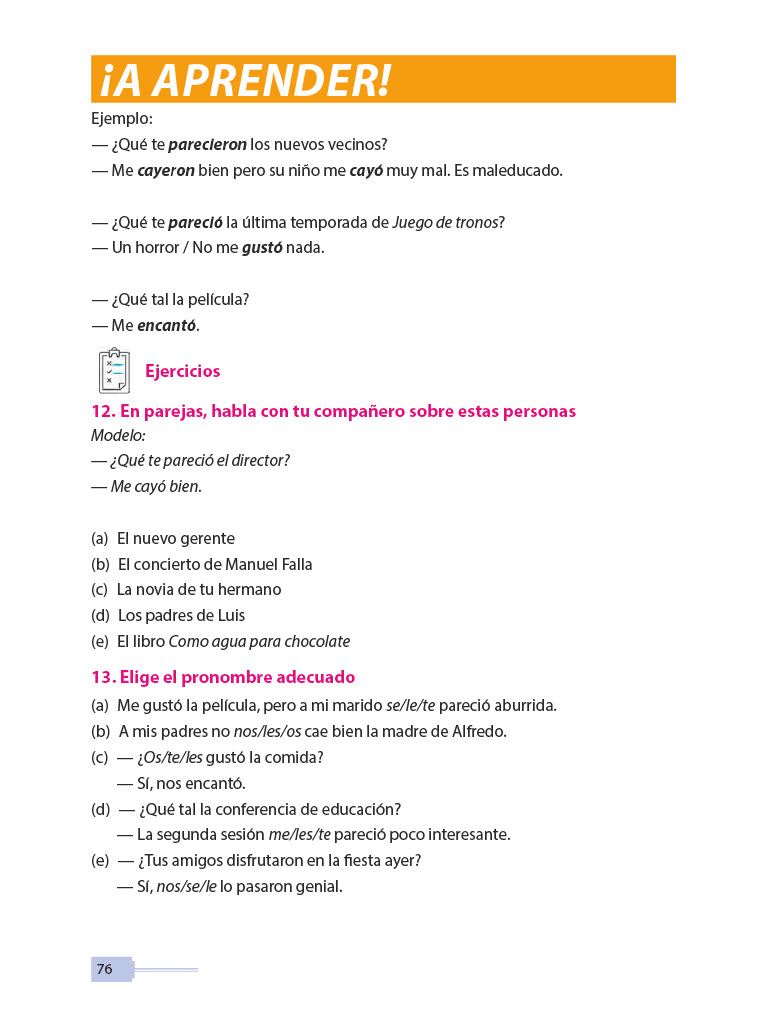 ¡A APRENDER!
Ejemplo:
— ¿Qué te parecieron los nuevos vecinos?
— Me cayeron bien pero su niño me cayó muy mal. Es maleducado.
— ¿Qué te pareció la última temporada de Juego de tronos?
— Un horror / No me gustó nada.
— ¿Qué tal la película?
— Me encantó.
Ejercicios
12. En parejas, habla con tu compañero sobre estas personas
Modelo:
— ¿Qué te pareció el director?
— Me cayó bien.
(a) El nuevo gerente
(b) El concierto de Manuel Falla
(c) La novia de tu hermano
(d) Los padres de Luis
(e) El libro Como agua para chocolate
13. Elige el pronombre adecuado
(a) Me gustó la película, pero a mi marido se/le/te pareció aburrida.
(b) A mis padres no nos/les/os cae bien la madre de Alfredo.
(c) — ¿Os/te/les gustó la comida?
— Sí, nos encantó.
(d) — ¿Qué tal la conferencia de educación?
— La segunda sesión me/les/te pareció poco interesante.
(e) — ¿Tus amigos disfrutaron en la fiesta ayer?
— Sí, nos/se/le lo pasaron genial.
76